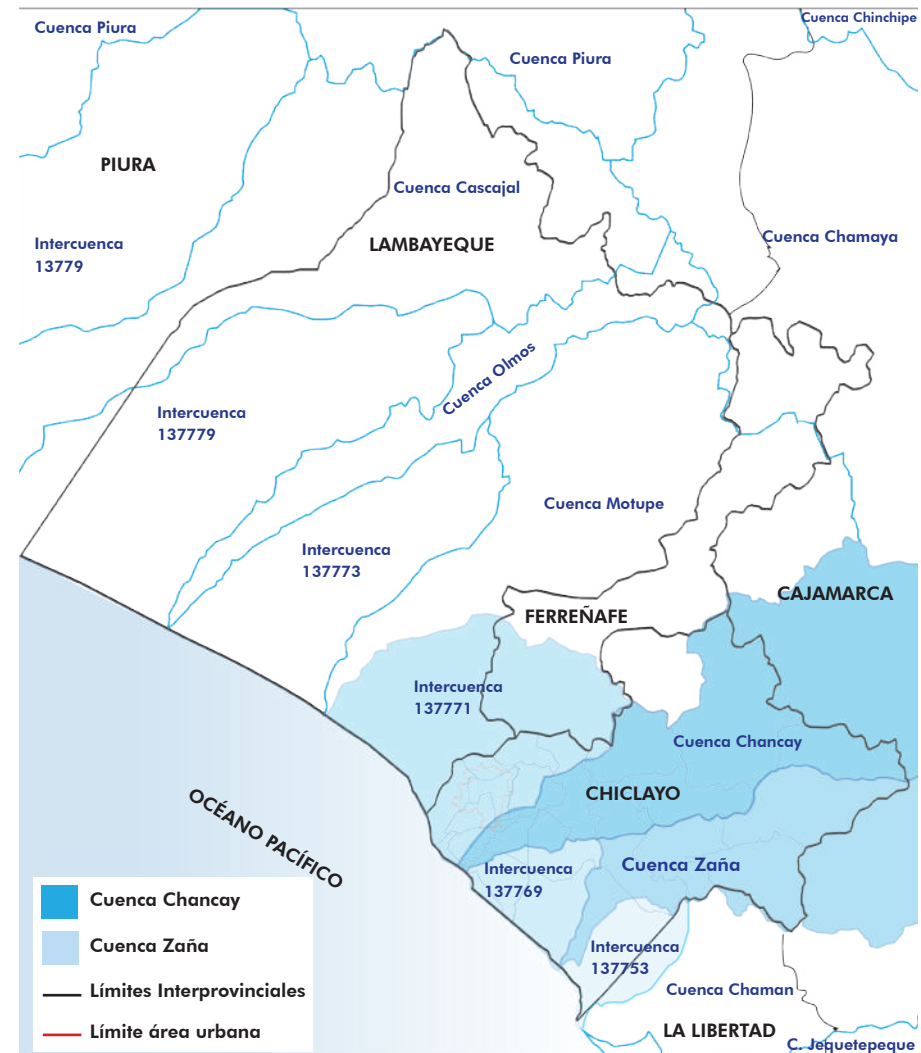 Cuenca Piura
Cuenca Chinchipe
Cuenca Piura
PIURA
Cuenca Cascajal
Intercuenca
13779
LAMBAYEQUE
Cuenca Chamaya
Cuenca Olmos
Intercuenca
137779
Cuenca Motupe
Intercuenca
137773
CAJAMARCA
FERREÑAFE
Intercuenca
137771
Cuenca Chancay
CHICLAYO
OCÉANO PACÍFICO
Intercuenca
137769
Cuenca Zaña
Intercuenca
137753
Cuenca Chaman
LA LIBERTAD
C. Jequetepeque
Cuenca Chancay
Cuenca Zaña
Límites Interprovinciales
Límite área urbana